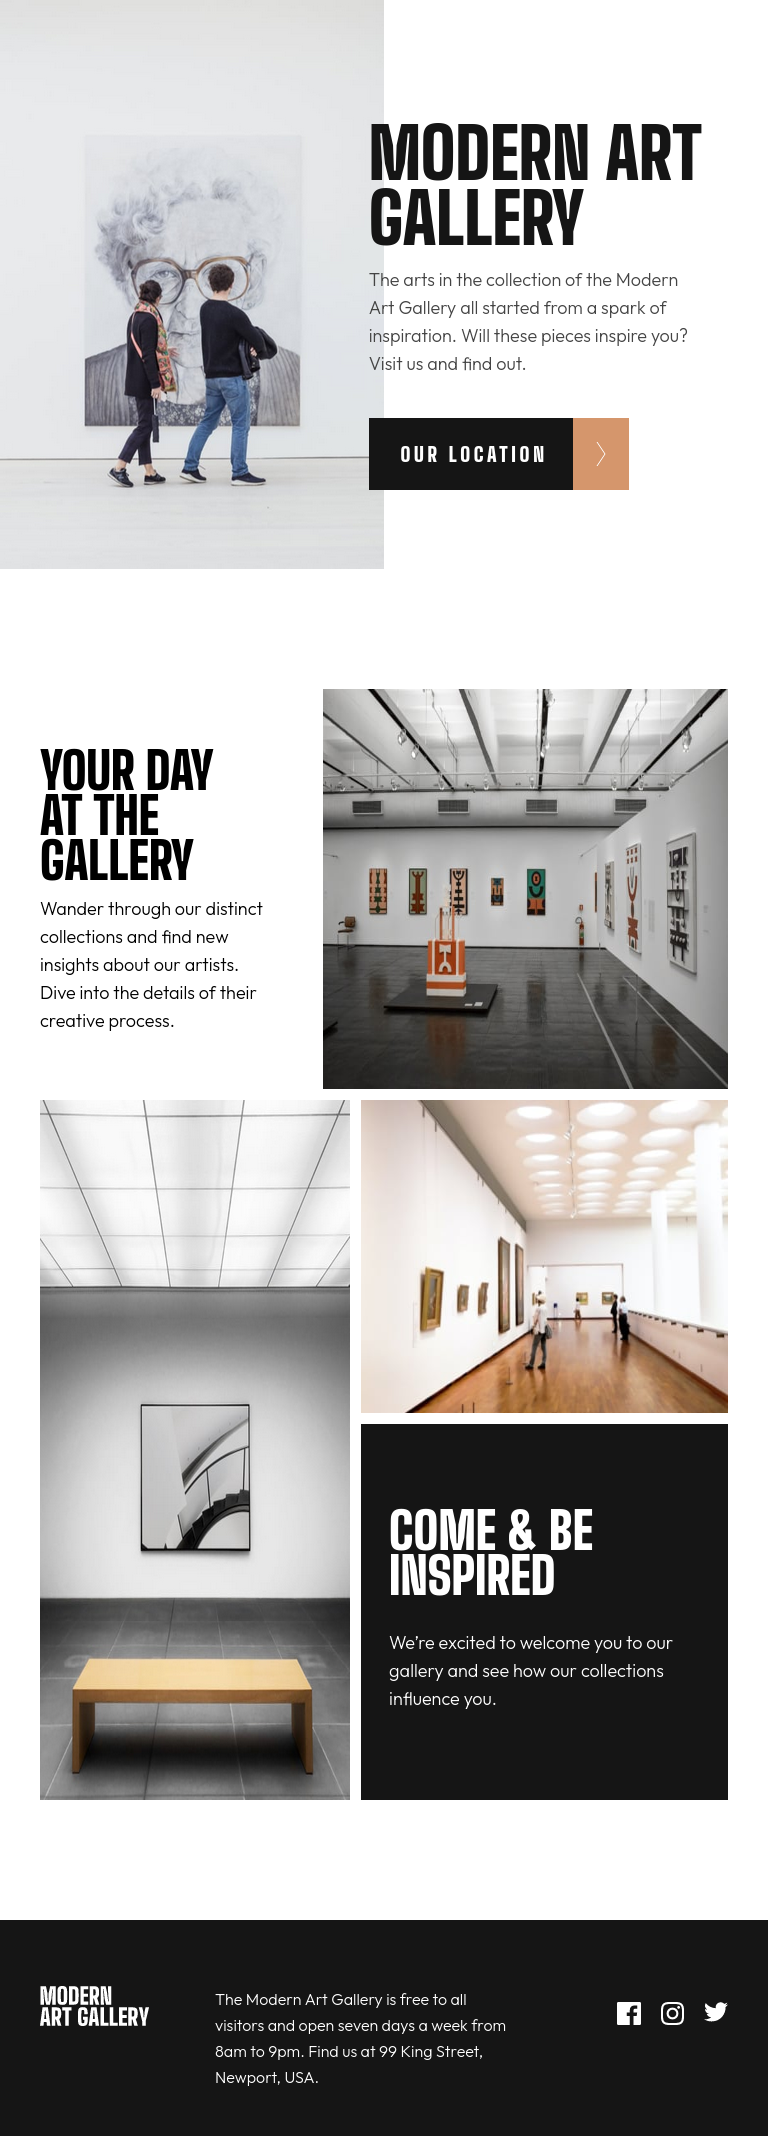 MODERN ART
GALLERY
The arts in the collection of the Modern
Art Gallery all started from a spark of
inspiration. Will these pieces inspire you?
Visit us and find out.
OUR LOCATION
YOUR DAY
AT THE
GALLERY
Wander through our distinct
collections and find new
insights about our artists.
Dive into the details of their
creative process.
COME & BE
INSPIRED
We’re excited to welcome you to our
gallery and see how our collections
influence you.
MODERN
ART GALLERY
The Modern Art Gallery is free to all
visitors and open seven days a week from
8am to 9pm. Find us at 99 King Street,
Newport, USA.